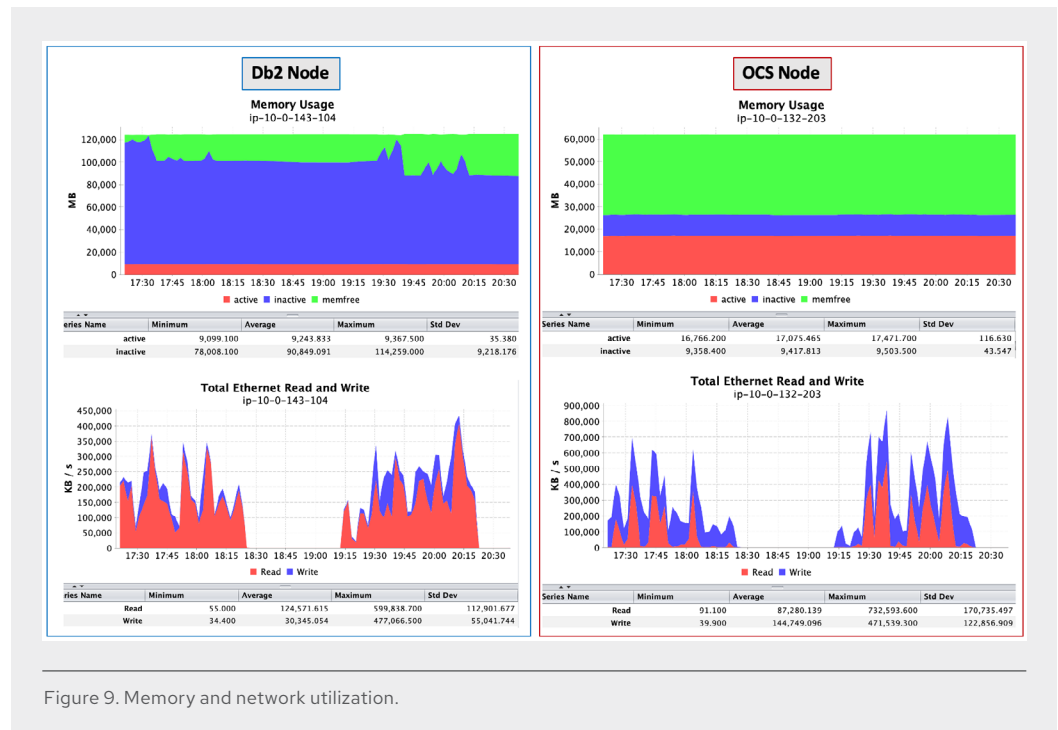 Db2 Node
Memory Usage
ip-10-0-143-104
120,000
100,000
80,000
60,000
40,000
20,000
0
MB
17:30 17:45 18:00 18:15 18:30 18:45 19:00 19:15 19:30 19:45 20:00 20:15 20:30
active inactive memfree
eries Name Minimum Average Maximum Std Dev
active 9,099.100 9,243.833 9,367.500 35.380
inactive 78,008.100 90,849.091 114,259.000 9,218.176
Total Ethernet Read and Write
ip-10-0-143-104
450,000
400,000
350,000
300,000
250,000
200,000
150,000
100,000
50,000
0
KB / s
17:30 17:45 18:00 18:15 18:30 18:45 19:00 19:15 19:30 19:45 20:00 20:15 20:30
Read Write
ries Name Minimum Average Maximum Std Dev
Read 55.000 124,571.615 599,838.700 112,901.677
Write 34.400 30,345.054 477,066.500 55,041.744
OCS Node
Memory Usage
ip-10-0-132-203
60,000
50,000
40,000
30,000
20,000
10,000
0
MB
17:30 17:45 18:00 18:15 18:30 18:45 19:00 19:15 19:30 19:45 20:00 20:15 20:30
active inactive memfree
Series Name Minimum Average Maximum Std Dev
active 16,766.200 17,075.465 17,471.700 116.630
inactive 9,358.400 9,417.813 9,503.500 43.547
Total Ethernet Read and Write
ip-10-0-132-203
900,000
800,000
700,000
600,000
500,000
400,000
300,000
200,000
100,000
0
KB / s
17:30 17:45 18:00 18:15 18:30 18:45 19:00 19:15 19:30 19:45 20:00 20:15 20:30
Read Write
Series Name Minimum Average Maximum Std Dev
Read 91.100 87,280.139 732,593.600 170,735.497
Write 39.900 144,749.096 471,539.300 122,856.909
Figure 9. Memory and network utilization.